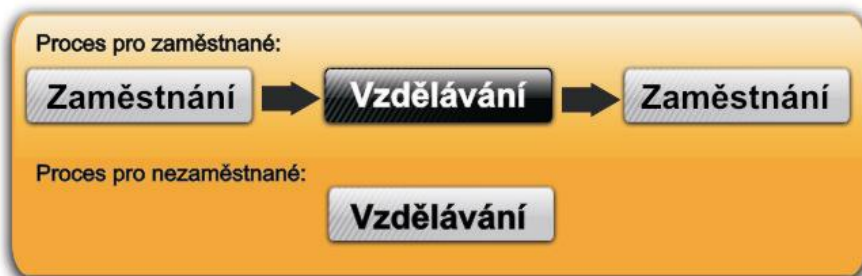 Proces pro zaměstnané:
Zaměstnání Vzdělávání Zaměstnání
Proces pro nezaměstnané:
Vzdělávání